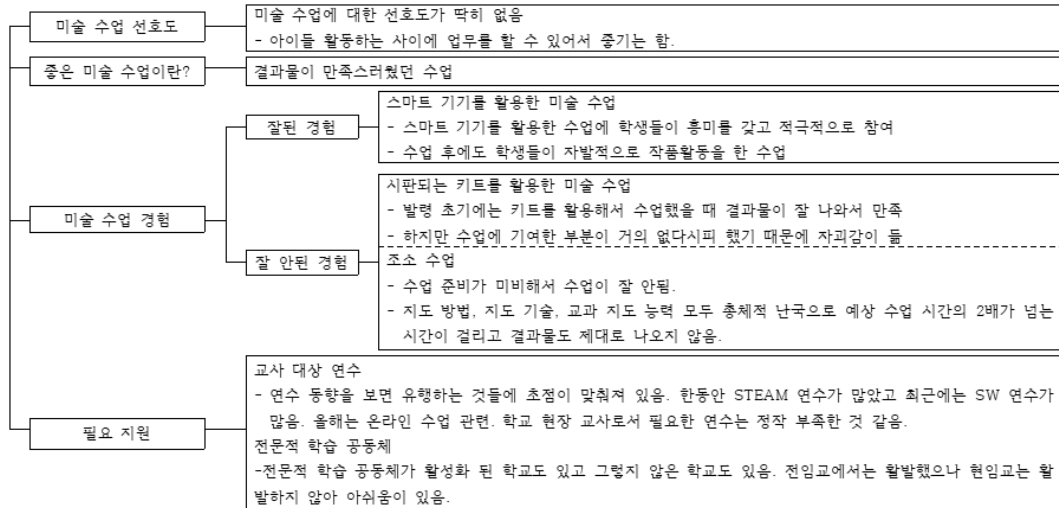 미술 수업 선호도
미술 수업에 대한 선호도가 딱히 없음
- 아이들 활동하는 사이에 업무를 할 수 있어서 좋기는 함.
좋은 미술 수업이란?
결과물이 만족스러웠던 수업
미술 수업 경험
잘된 경험
스마트 기기를 활용한 미술 수업
- 스마트 기기를 활용한 수업에 학생들이 흥미를 갖고 적극적으로 참여
- 수업 후에도 학생들이 자발적으로 작품활동을 한 수업
잘 안된 경험
시판되는 키트를 활용한 미술 수업
- 발령 초기에는 키트를 활용해서 수업했을 때 결과물이 잘 나와서 만족
- 하지만 수업에 기여한 부분이 거의 없다시피 했기 때문에 자괴감이 듦
조소 수업
- 수업 준비가 미비해서 수업이 잘 안됨.
- 지도 방법, 지도 기술, 교과 지도 능력 모두 총체적 난국으로 예상 수업 시간의 2배가 넘는
시간이 걸리고 결과물도 제대로 나오지 않음.
필요 지원
교사 대상 연수
- 연수 동향을 보면 유행하는 것들에 초점이 맞춰져 있음. 한동안 STEAM 연수가 많았고 최근에는 SW 연수가
많음. 올해는 온라인 수업 관련. 학교 현장 교사로서 필요한 연수는 정작 부족한 것 같음.
전문적 학습 공동체
-전문적 학습 공동체가 활성화 된 학교도 있고 그렇지 않은 학교도 있음. 전임교에서는 활발했으나 현임교는 활
발하지 않아 아쉬움이 있음.